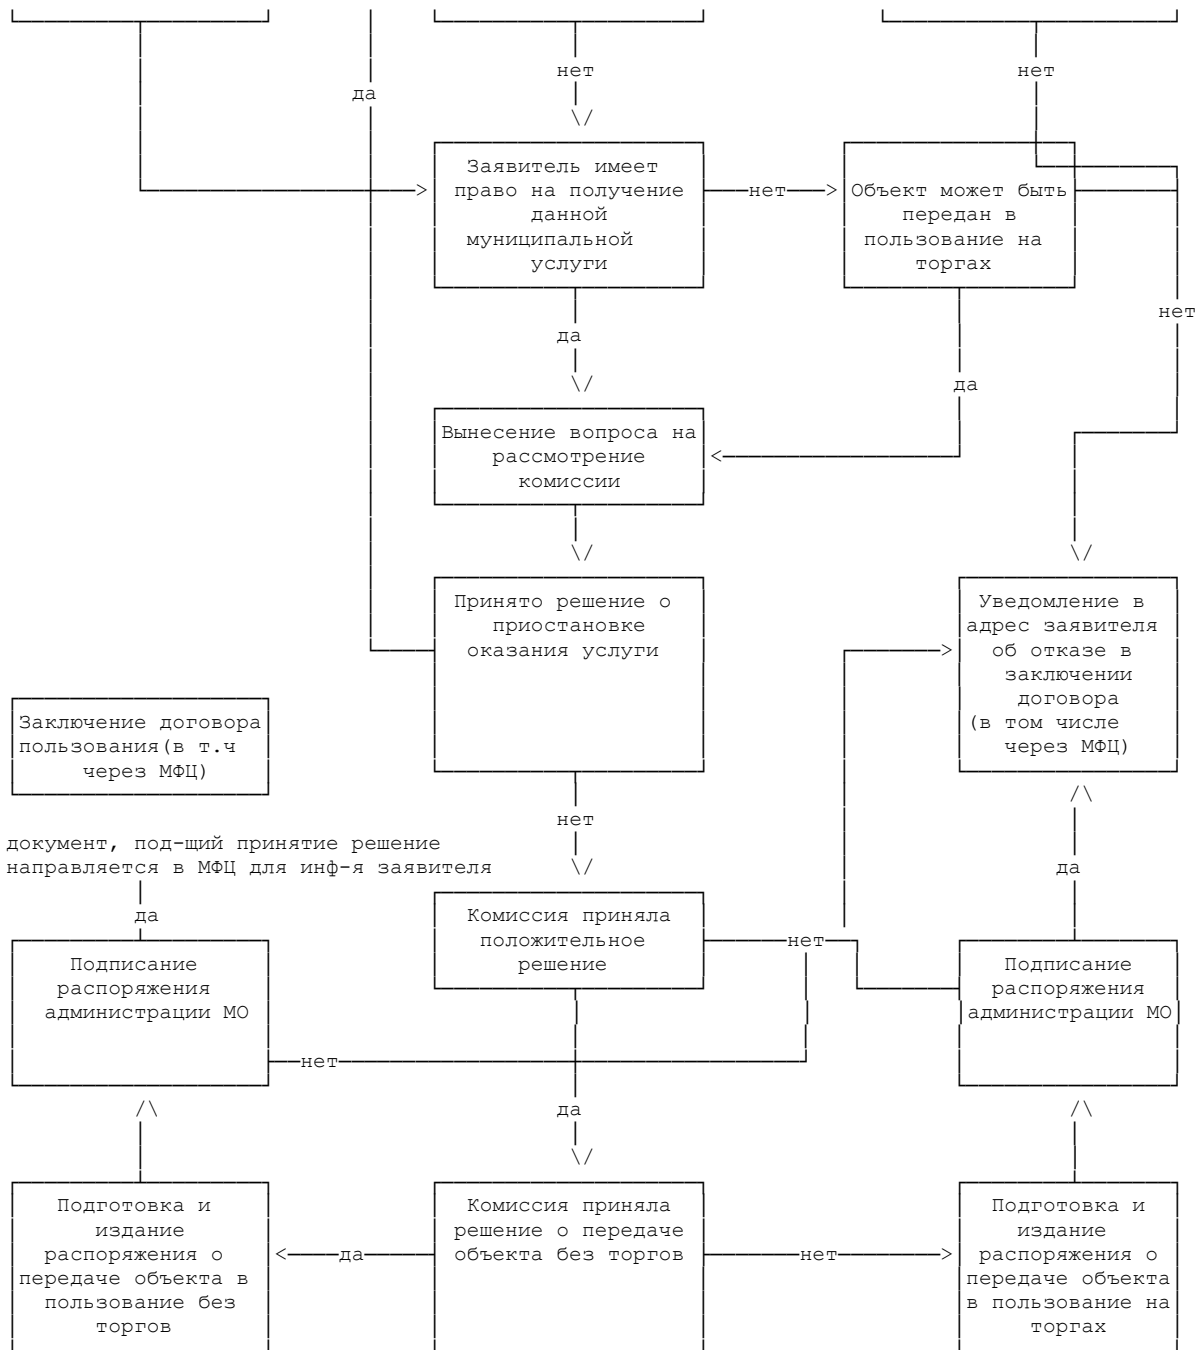 нет
нет
да
Заявитель имеет
право на получение
данной
муниципальной
услуги
нет
Объект может быть
передан в
пользование на
торгах
нет
да
да
Вынесение вопроса на
рассмотрение
комиссии
Принято решение о
приостановке
оказания услуги
Уведомление в
адрес заявителя
об отказе в
заключении
договора
(в том числе
через МФЦ)
Заключение договора
пользования(в т.ч
через МФЦ)
нет
документ, под-щий принятие решение
направляется в МФЦ для инф-я заявителя
да
да
Комиссия приняла
положительное
решение
нет
Подписание
распоряжения
администрации МО
Подписание
распоряжения
администрации МО
нет
да
Подготовка и
издание
распоряжения о
передаче объекта в
пользование без
торгов
да
Комиссия приняла
решение о передаче
объекта без торгов
нет
Подготовка и
издание
распоряжения о
передаче объекта
в пользование на
торгах